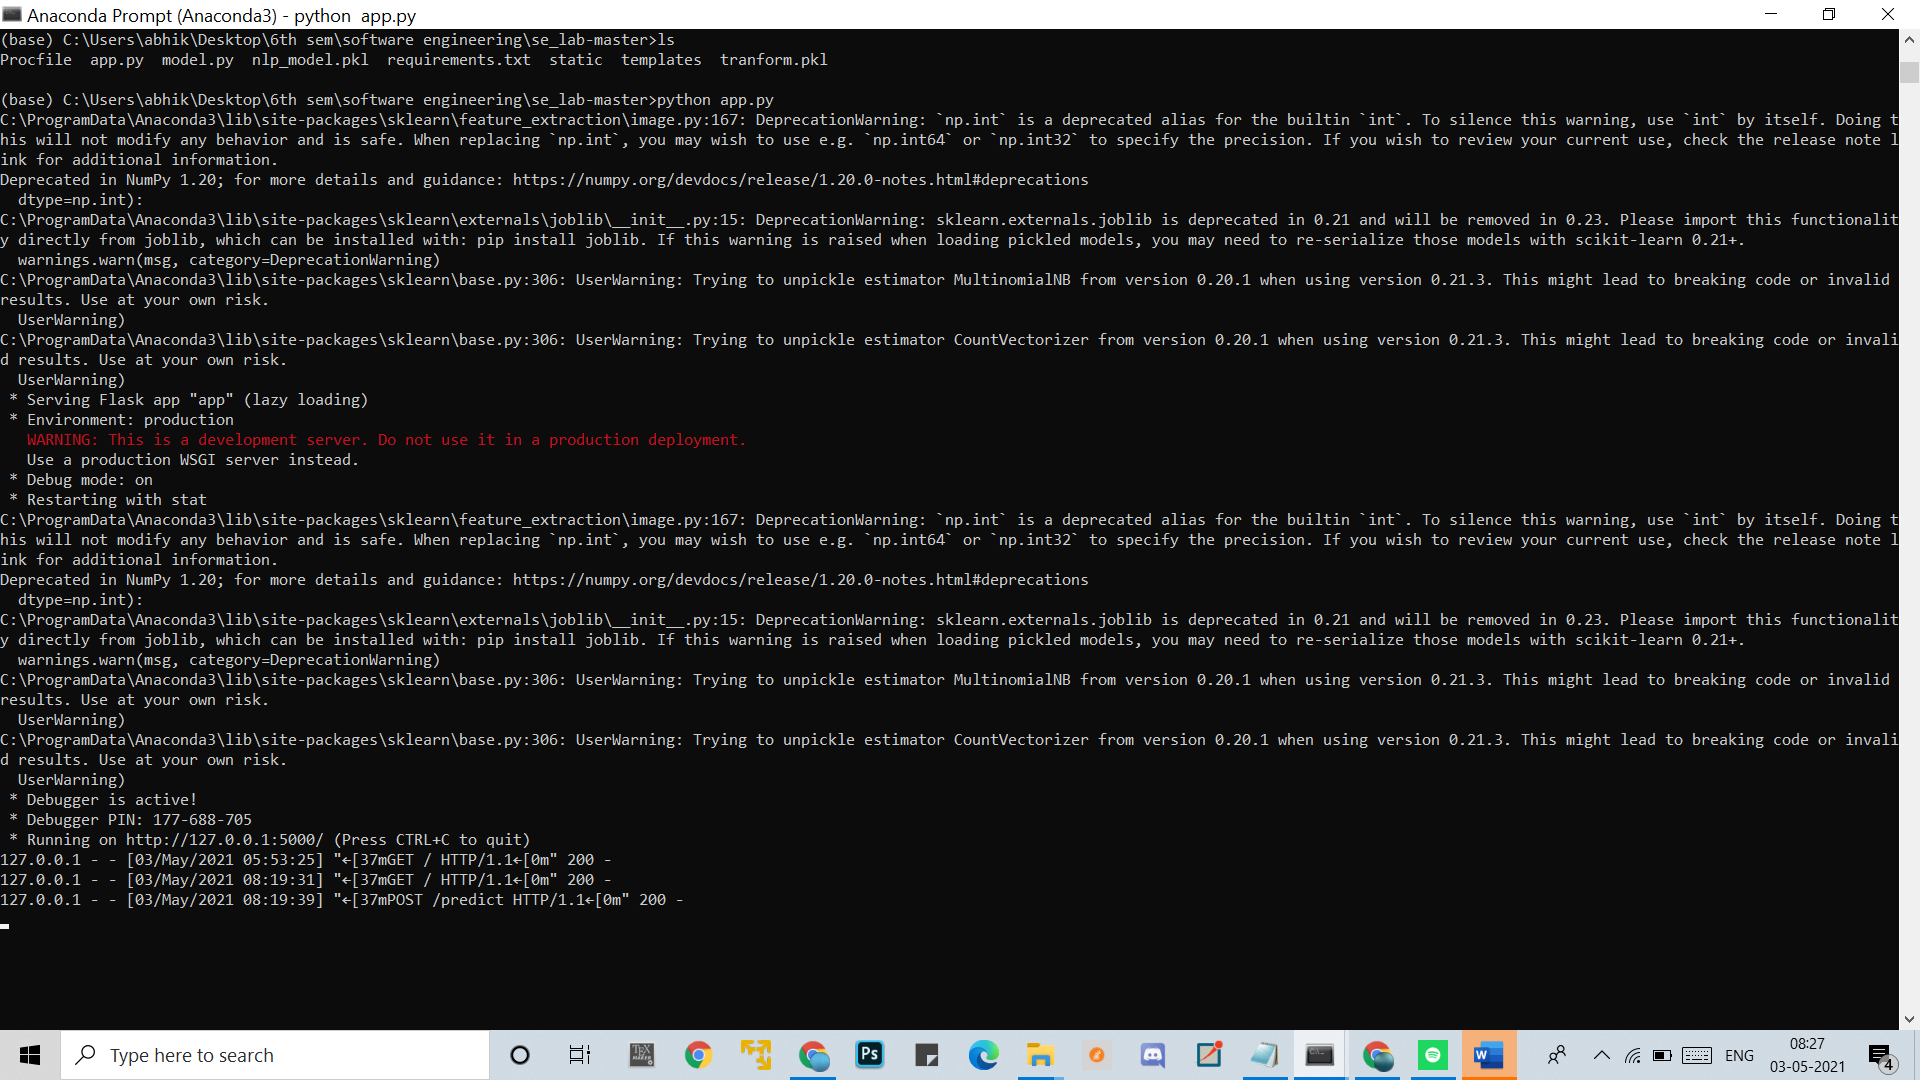 Anaconda Prompt (Anaconda3) - python  app.py
(base) C:\Users\abhik\Desktop\6th sem\software engineering\se_lab-master>ls
Procfile  app.py  model.py  nlp_model.pkl  requirements.txt  static  templates  tranform.pkl
(base) C:\Users\abhik\Desktop\6th sem\software engineering\se_lab-master>python app.py
C:\ProgramData\Anaconda3\lib\site-packages\sklearn\feature_extraction\image.py:167: DeprecationWarning: `np.int` is a deprecated alias for the builtin `int`. To silence this warning, use `int` by itself. Doing t
his will not modify any behavior and is safe. When replacing `np.int`, you may wish to use e.g. `np.int64` or `np.int32` to specify the precision. If you wish to review your current use, check the release note l
ink for additional information.
Deprecated in NumPy 1.20; for more details and guidance: https://numpy.org/devdocs/release/1.20.0-notes.html#deprecations
  dtype=np.int):
C:\ProgramData\Anaconda3\lib\site-packages\sklearn\externals\joblib\__init__.py:15: DeprecationWarning: sklearn.externals.joblib is deprecated in 0.21 and will be removed in 0.23. Please import this functionalit
y directly from joblib, which can be installed with: pip install joblib. If this warning is raised when loading pickled models, you may need to re-serialize those models with scikit-learn 0.21+.
  warnings.warn(msg, category=DeprecationWarning)
C:\ProgramData\Anaconda3\lib\site-packages\sklearn\base.py:306: UserWarning: Trying to unpickle estimator MultinomialNB from version 0.20.1 when using version 0.21.3. This might lead to breaking code or invalid
results. Use at your own risk.
  UserWarning)
C:\ProgramData\Anaconda3\lib\site-packages\sklearn\base.py:306: UserWarning: Trying to unpickle estimator CountVectorizer from version 0.20.1 when using version 0.21.3. This might lead to breaking code or invali
d results. Use at your own risk.
  UserWarning)
 * Serving Flask app "app" (lazy loading)
 * Environment: production
   WARNING: This is a development server. Do not use it in a production deployment.
   Use a production WSGI server instead.
 * Debug mode: on
 * Restarting with stat
C:\ProgramData\Anaconda3\lib\site-packages\sklearn\feature_extraction\image.py:167: DeprecationWarning: `np.int` is a deprecated alias for the builtin `int`. To silence this warning, use `int` by itself. Doing t
his will not modify any behavior and is safe. When replacing `np.int`, you may wish to use e.g. `np.int64` or `np.int32` to specify the precision. If you wish to review your current use, check the release note l
ink for additional information.
Deprecated in NumPy 1.20; for more details and guidance: https://numpy.org/devdocs/release/1.20.0-notes.html#deprecations
  dtype=np.int):
C:\ProgramData\Anaconda3\lib\site-packages\sklearn\externals\joblib\__init__.py:15: DeprecationWarning: sklearn.externals.joblib is deprecated in 0.21 and will be removed in 0.23. Please import this functionalit
y directly from joblib, which can be installed with: pip install joblib. If this warning is raised when loading pickled models, you may need to re-serialize those models with scikit-learn 0.21+.
  warnings.warn(msg, category=DeprecationWarning)
C:\ProgramData\Anaconda3\lib\site-packages\sklearn\base.py:306: UserWarning: Trying to unpickle estimator MultinomialNB from version 0.20.1 when using version 0.21.3. This might lead to breaking code or invalid
results. Use at your own risk.
  UserWarning)
C:\ProgramData\Anaconda3\lib\site-packages\sklearn\base.py:306: UserWarning: Trying to unpickle estimator CountVectorizer from version 0.20.1 when using version 0.21.3. This might lead to breaking code or invali
d results. Use at your own risk.
  UserWarning)
 * Debugger is active!
 * Debugger PIN: 177-688-705
 * Running on http://127.0.0.1:5000/ (Press CTRL+C to quit)
127.0.0.1 - - [03/May/2021 05:53:25] "←[37mGET / HTTP/1.1←[0m" 200 -
127.0.0.1 - - [03/May/2021 08:19:31] "←[37mGET / HTTP/1.1←[0m" 200 -
127.0.0.1 - - [03/May/2021 08:19:39] "←[37mPOST /predict HTTP/1.1←[0m" 200 -
Type here to search
Ps
W
ENG
08:27
03-05-2021
4